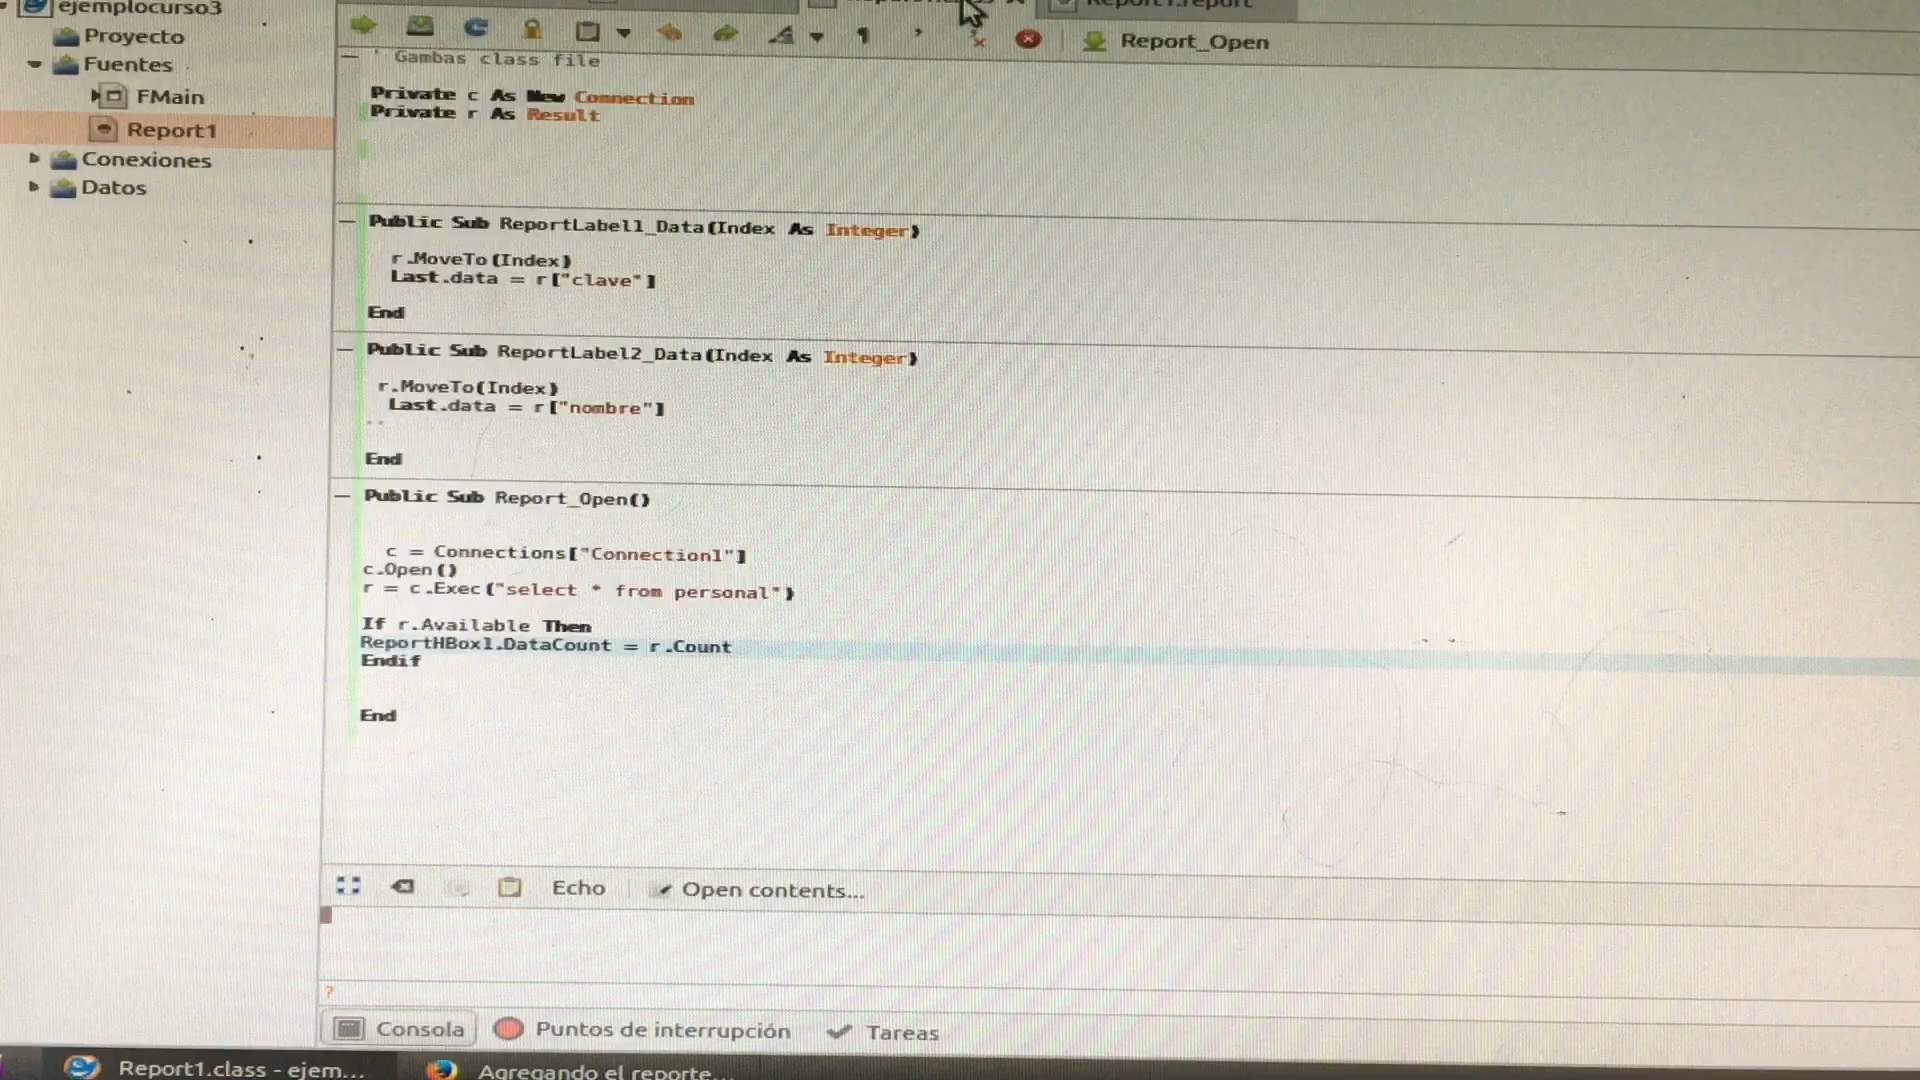 ejemplocurso3
Proyecto
Fuentes
FMain
Report1
Conexiones
Datos
Report1.report
Report_Open
' Gambas class file
Private c As New Connection
Private r As Result
Public Sub ReportLabel1_Data(Index As Integer)
r.MoveTo(Index)
Last.data = r["clave"]
End
Public Sub ReportLabel2_Data(Index As Integer)
r.MoveTo(Index)
Last.data = r["nombre"]
End
Public Sub Report_Open()
c = Connections["Connection1"]
c.Open()
r = c.Exec("select * from personal")
If r.Available Then
ReportHBox1.DataCount = r.Count
Endif
End
Echo
Open contents...
?
Consola
Puntos de interrupción
Tareas
Report1.class - ejem...
Agregando el reporte...